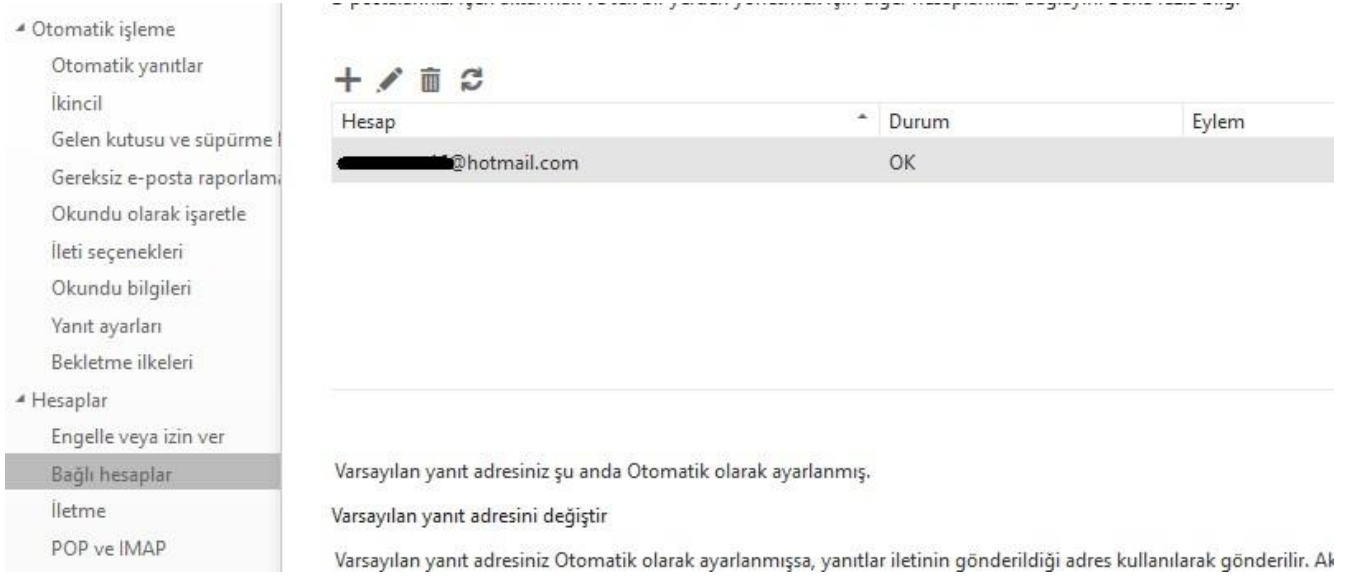 Otomatik işleme
Otomatik yanıtlar
İkincil
Gelen kutusu ve süpürme
Gereksiz e-posta raporlama
Okundu olarak işaretle
İleti seçenekleri
Okundu bilgileri
Yanıt ayarları
Bekletme ilkeleri
Hesaplar
Engelle veya izin ver
Bağlı hesaplar
İletme
POP ve IMAP
Hesap Durum Eylem
@hotmail.com OK
Varsayılan yanıt adresiniz şu anda Otomatik olarak ayarlanmış.
Varsayılan yanıt adresini değiştir
Varsayılan yanıt adresiniz Otomatik olarak ayarlanmışsa, yanıtlar iletinin gönderildiği adres kullanılarak gönderilir. Ak